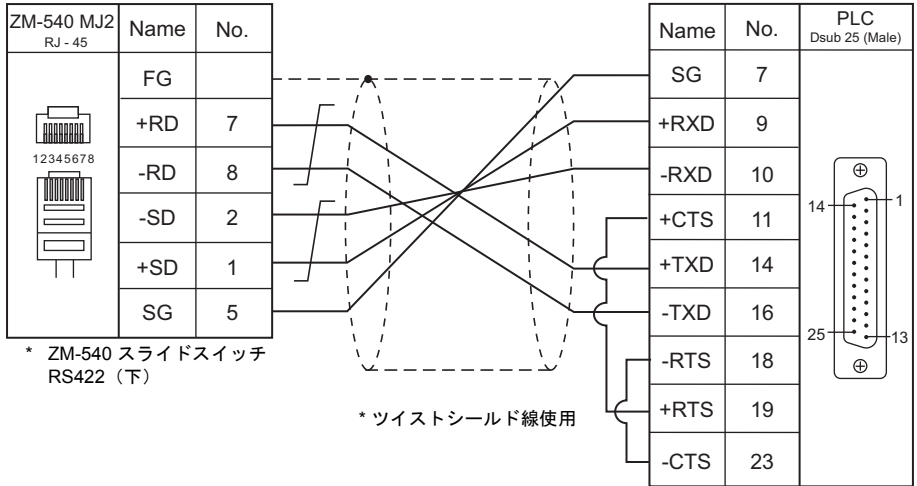 ZM-540 MJ2
RJ - 45
Name
No.
FG
+RD 7
-RD 8
-SD 2
+SD 1
SG 5
12345678
* ZM-540 スライドスイッチ
RS422（下）
* ツイストシールド線使用
Name
No.
PLC
Dsub 25 (Male)
SG 7
+RXD 9
-RXD 10
+CTS 11
+TXD 14
-TXD 16
-RTS 18
+RTS 19
-CTS 23
14
1
25
13